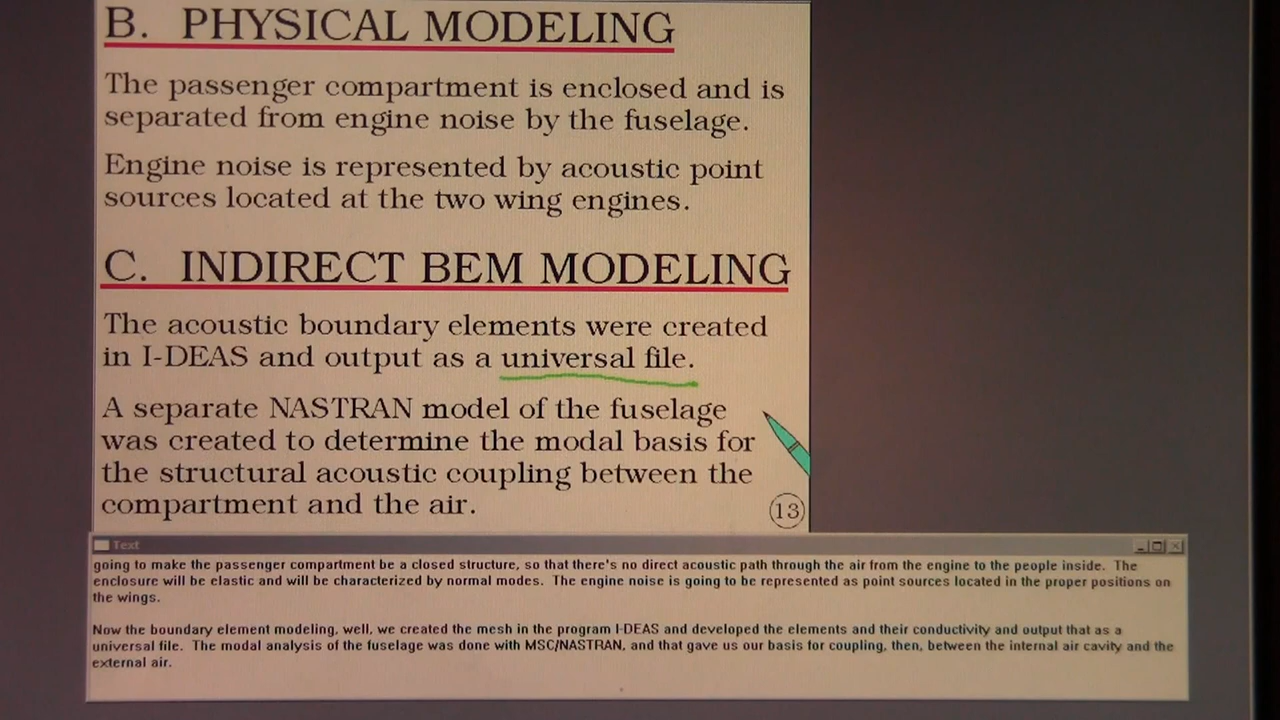 B. PHYSICAL MODELING
The passenger compartment is enclosed and is
separated from engine noise by the fuselage.
Engine noise is represented by acoustic point
sources located at the two wing engines.
C. INDIRECT BEM MODELING
The acoustic boundary elements were created
in I-DEAS and output as a universal file.
A separate NASTRAN model of the fuselage
was created to determine the modal basis for
the structural acoustic coupling between the
compartment and the air.
13
Text
going to make the passenger compartment be a closed structure, so that there's no direct acoustic path through the air from the engine to the people inside. The
enclosure will be elastic and will be characterized by normal modes. The engine noise is going to be represented as point sources located in the proper positions on
the wings.
Now the boundary element modeling, well, we created the mesh in the program I-DEAS and developed the elements and their conductivity and output that as a
universal file. The modal analysis of the fuselage was done with MSC/NASTRAN, and that gave us our basis for coupling, then, between the internal air cavity and the
external air.